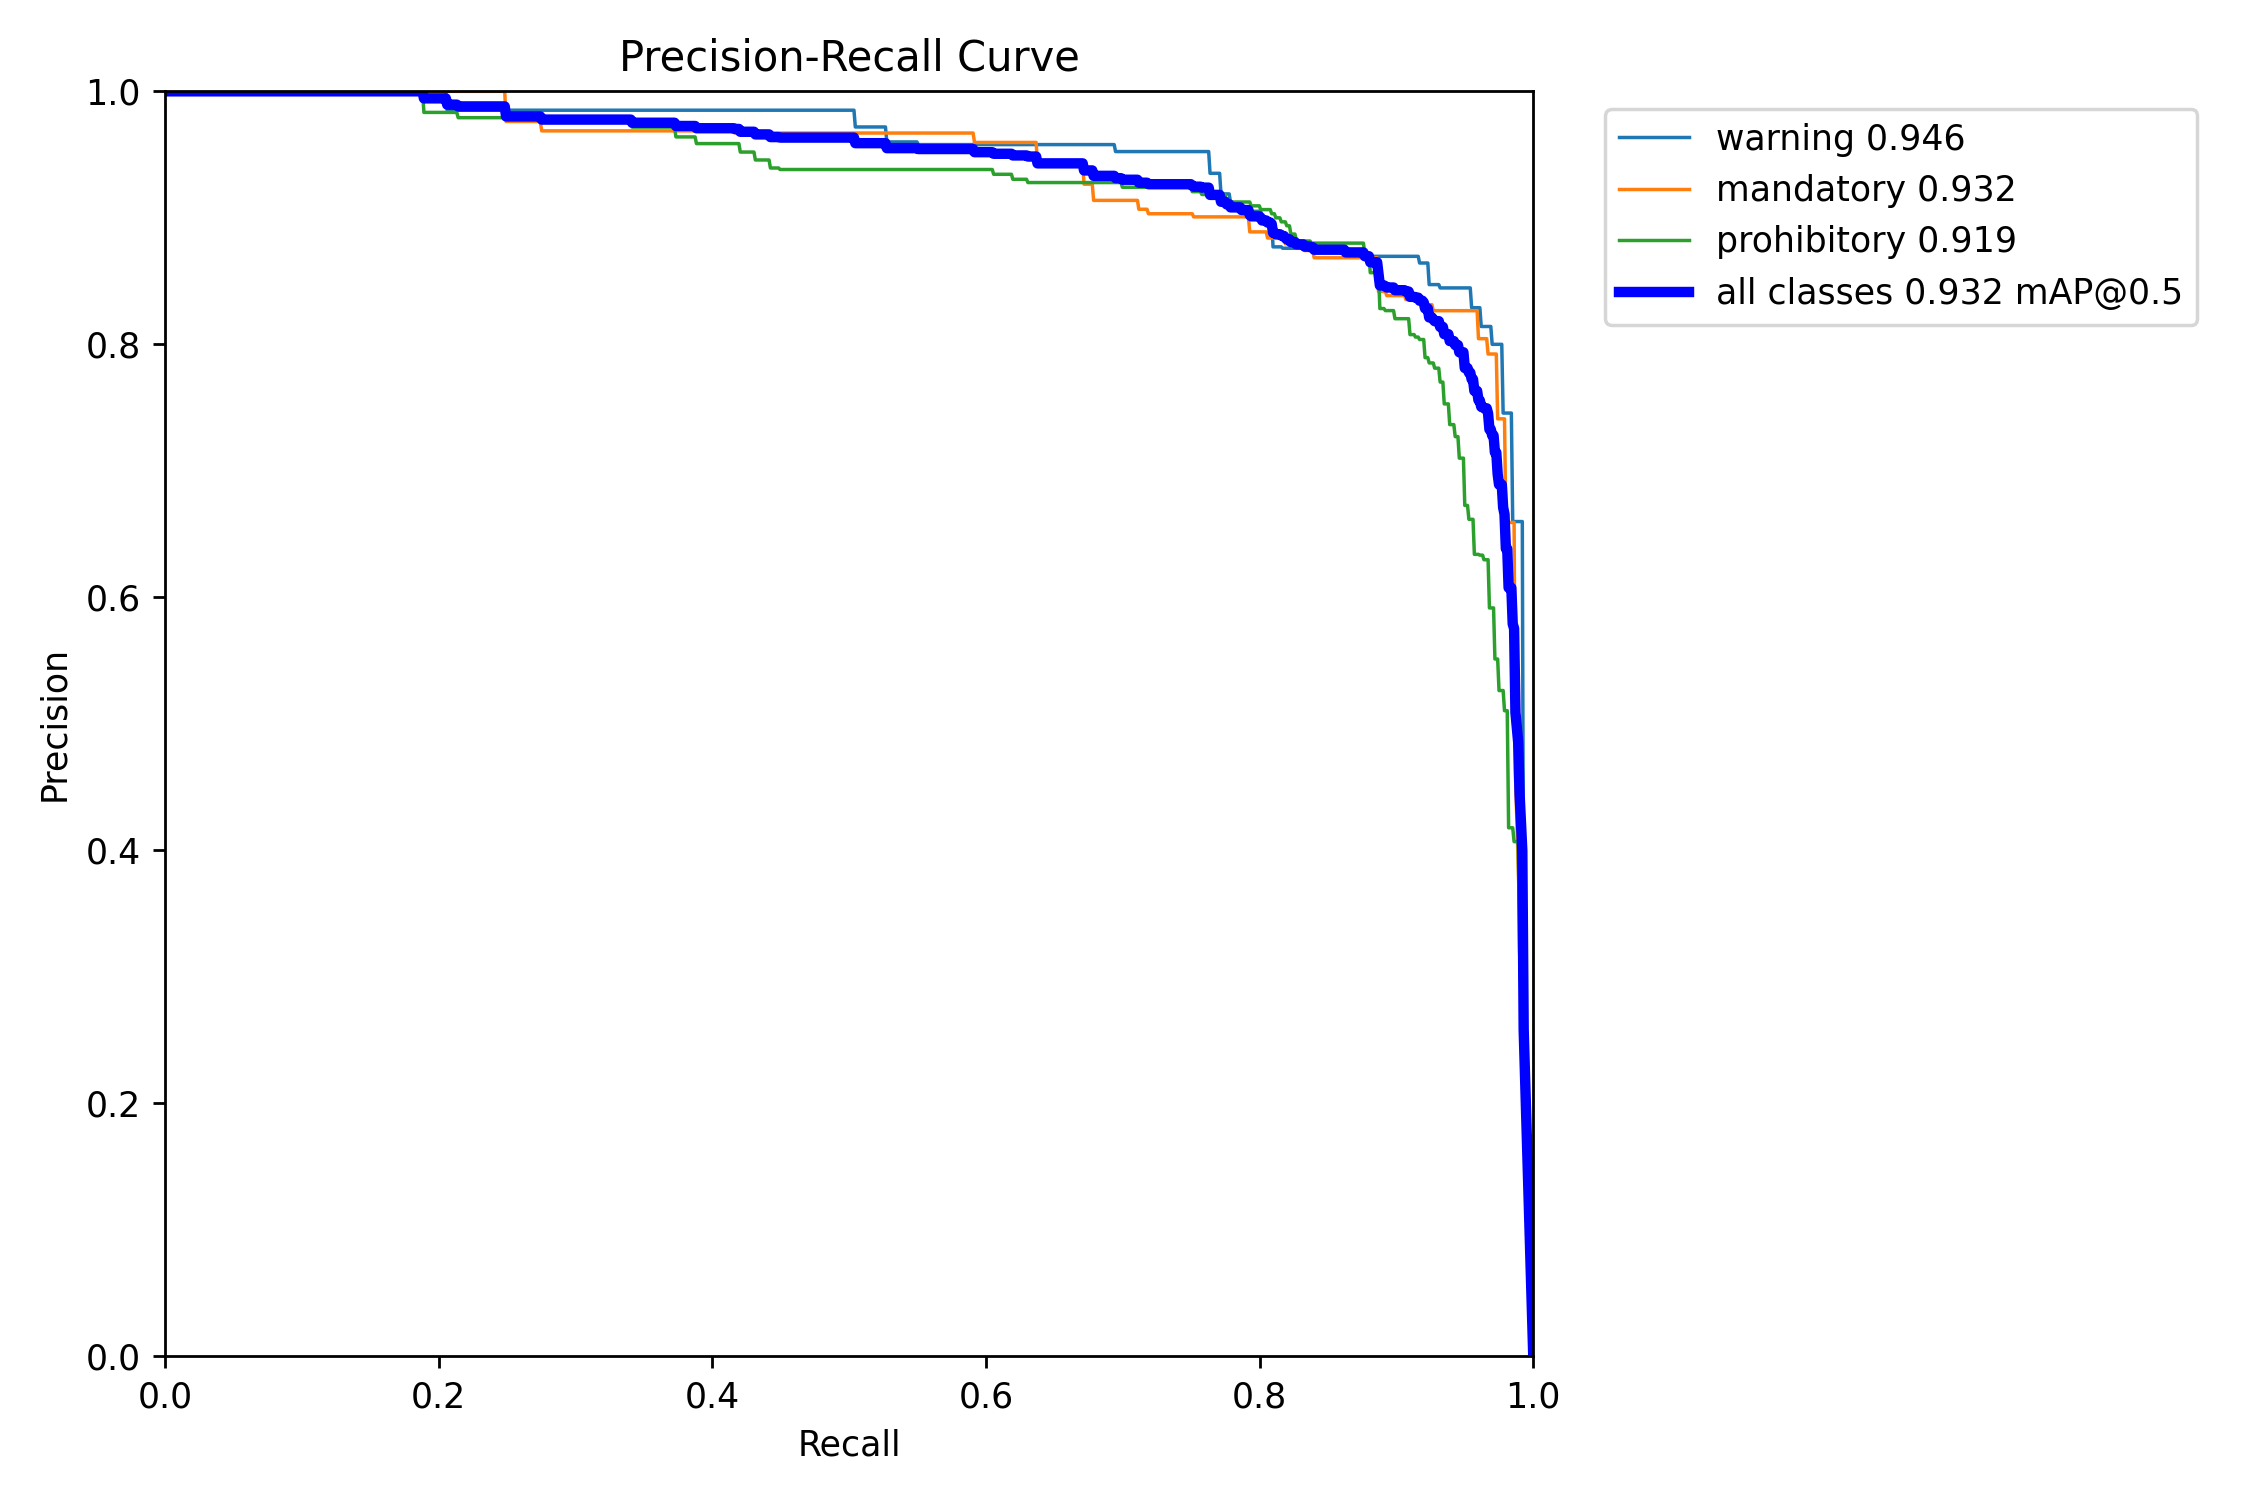 Precision-Recall Curve
1.0
0.8
0.6
0.4
0.2
0.0
Precision
0.0 0.2 0.4 0.6 0.8 1.0
Recall
warning 0.946
mandatory 0.932
prohibitory 0.919
all classes 0.932 mAP@0.5